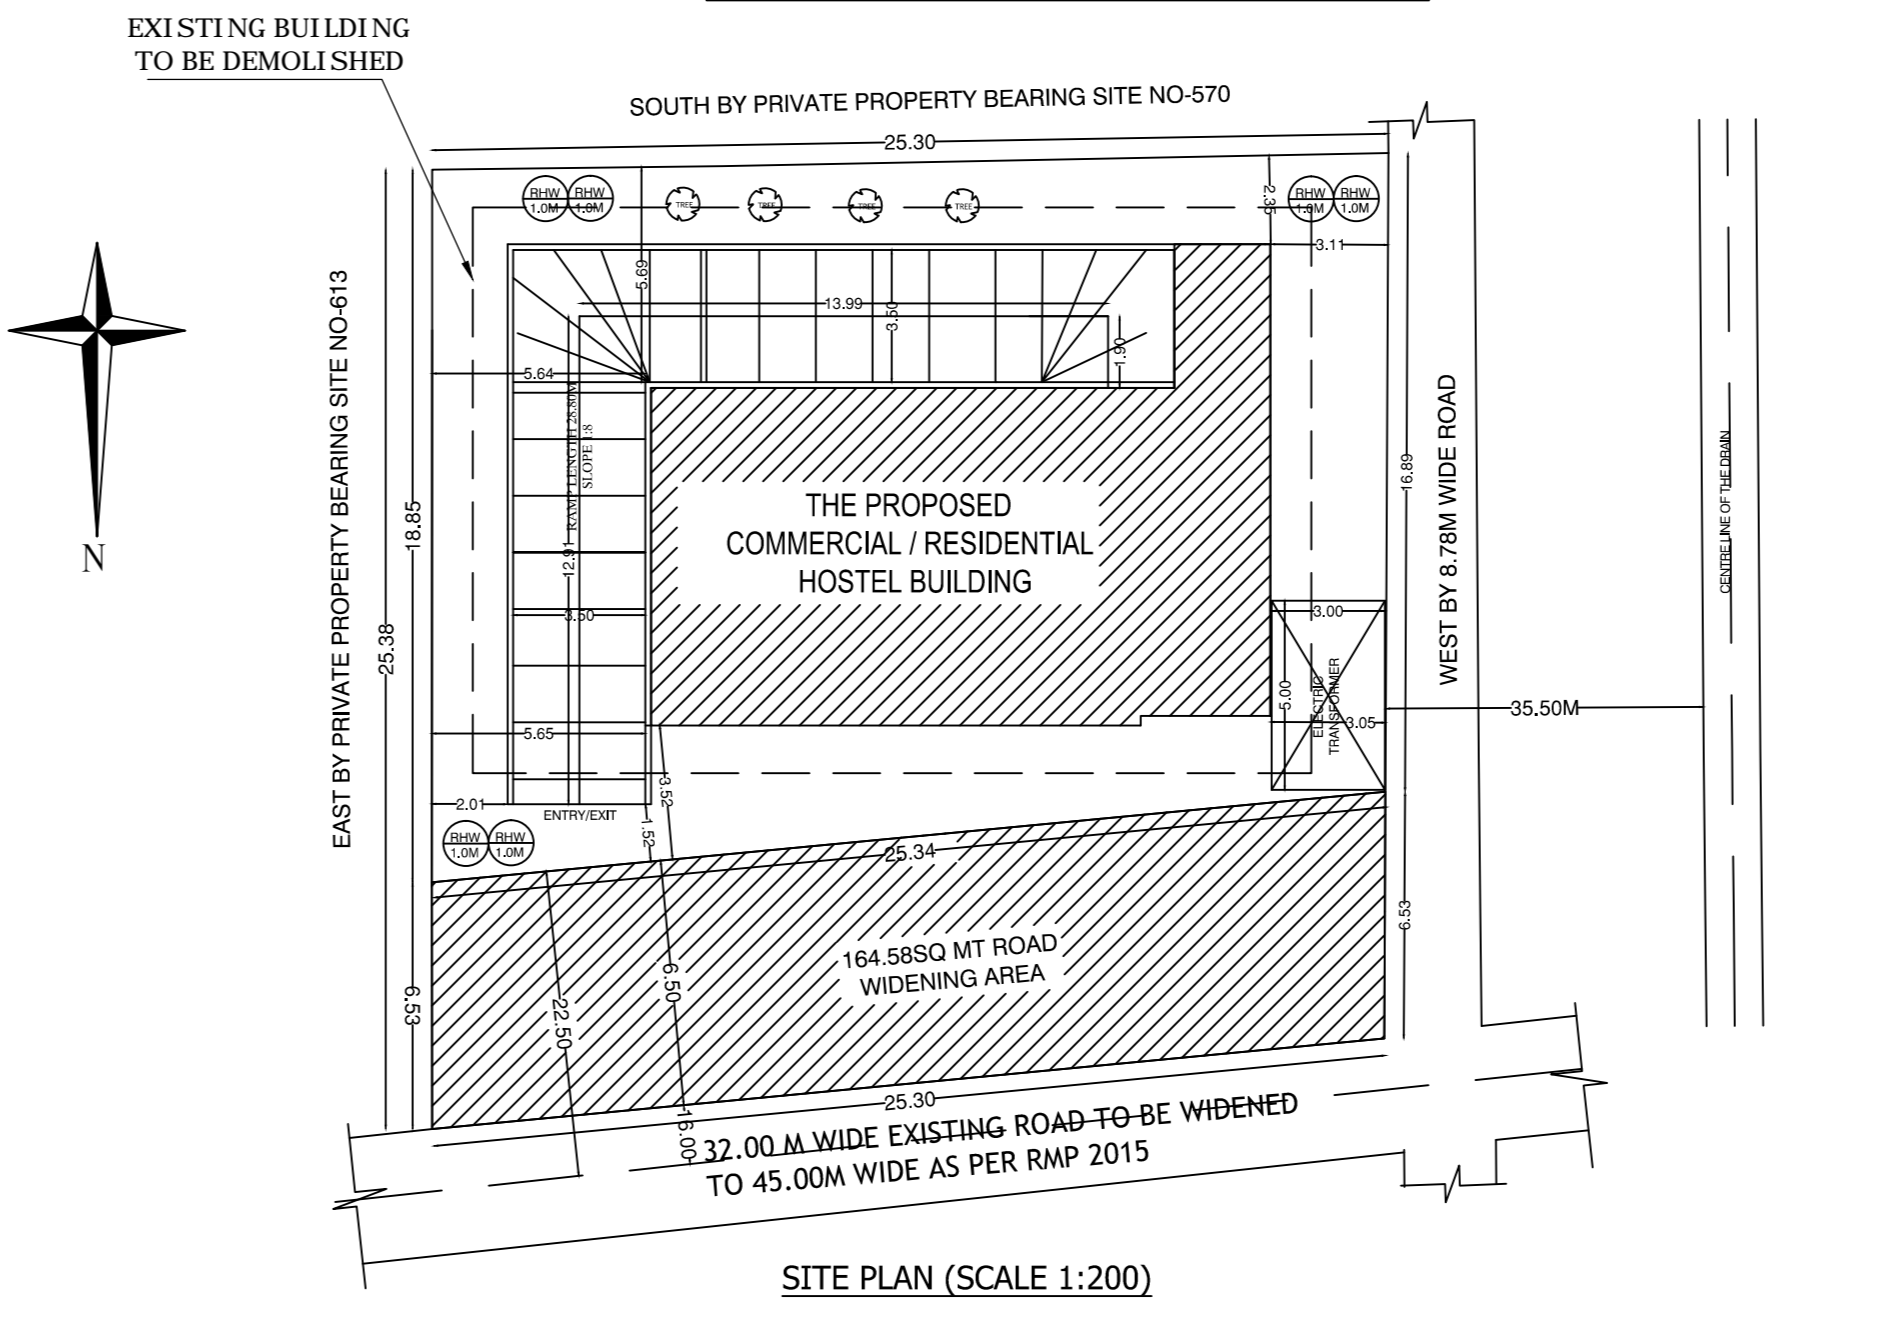 EXISTING BUILDING
TO BE DEMOLISHED
SOUTH BY PRIVATE PROPERTY BEARING SITE NO-570
25.30
RHW
1.0M
RHW
1.0M
TREE
TREE
TREE
TREE
2.35
RHW
1.0M
RHW
1.0M
3.11
5.69
13.99
3.50
1.90
5.64
EAST BY PRIVATE PROPERTY BEARING SITE NO-613
25.38
18.85
6.53
N
RAMP LENGTH 28.80M
SLOPE 1:8
12.91
3.50
THE PROPOSED
COMMERCIAL / RESIDENTIAL
HOSTEL BUILDING
16.89
WEST BY 8.78M WIDE ROAD
CENTRE LINE OF THE DRAIN
3.00
5.00
ELECTRIC
TRANSFORMER
3.05
35.50M
5.65
3.52
2.01
ENTRY/EXIT
1.52
RHW
1.0M
RHW
1.0M
25.34
6.53
164.58SQ MT ROAD
WIDENING AREA
6.50
22.50
25.30
16.00
32.00 M WIDE EXISTING ROAD TO BE WIDENED
TO 45.00M WIDE AS PER RMP 2015
SITE PLAN (SCALE 1:200)